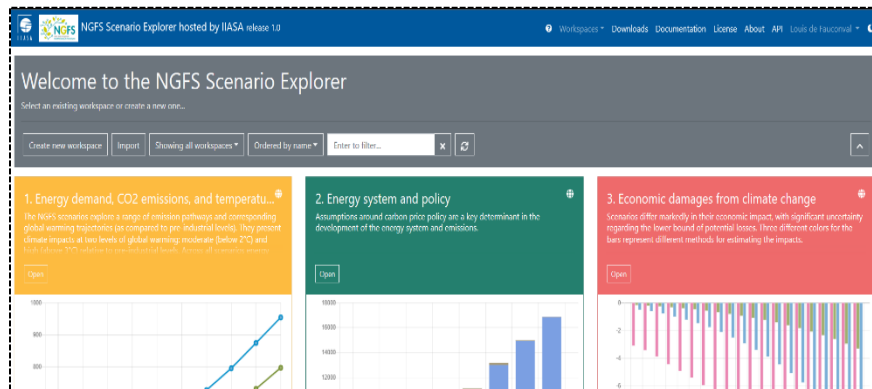 IIASA
NGFS
NGFS Scenario Explorer hosted by IIASA release 1.0
Workspaces Downloads Documentation License About API Louis de Fauconval
Welcome to the NGFS Scenario Explorer
Select an existing workspace or create a new one...
Create new workspace Import Showing all workspaces Ordered by name Enter to filter... x
1. Energy demand, CO2 emissions, and temperatu...
The NGFS scenarios explore a range of emission pathways and corresponding
global warming trajectories (as compared to pre-industrial levels). They present
climate impacts at two levels of global warming: moderate (below 2°C) and
Open
1000
900
800
2. Energy system and policy
Assumptions around carbon price policy are a key determinant in the
development of the energy system and emissions.
Open
18000
16000
14000
12000
3. Economic damages from climate change
Scenarios differ markedly in their economic impact, with significant uncertainty
regarding the lower bound of potential losses. Three different colors for the
bars represent different methods for estimating the impacts.
Open
0
-2
-4
-6